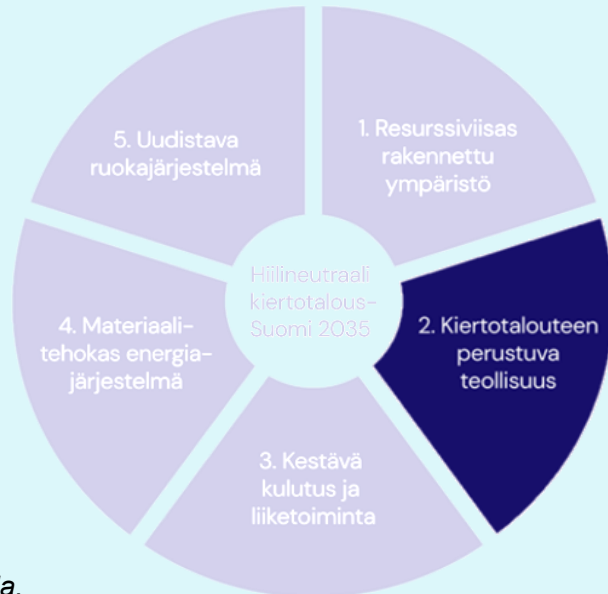 5. Uudistava
ruokajärjestelmä
1. Resurssiviisas
rakennettu
ympäristö
Hiilineutraali
kiertotalous-
Suomi 2035
2. Kiertotalouteen
perustuva
teollisuus
4. Materiaali-
tehokas energia-
järjestelmä
3. Kestävä
kulutus ja
liiketoiminta